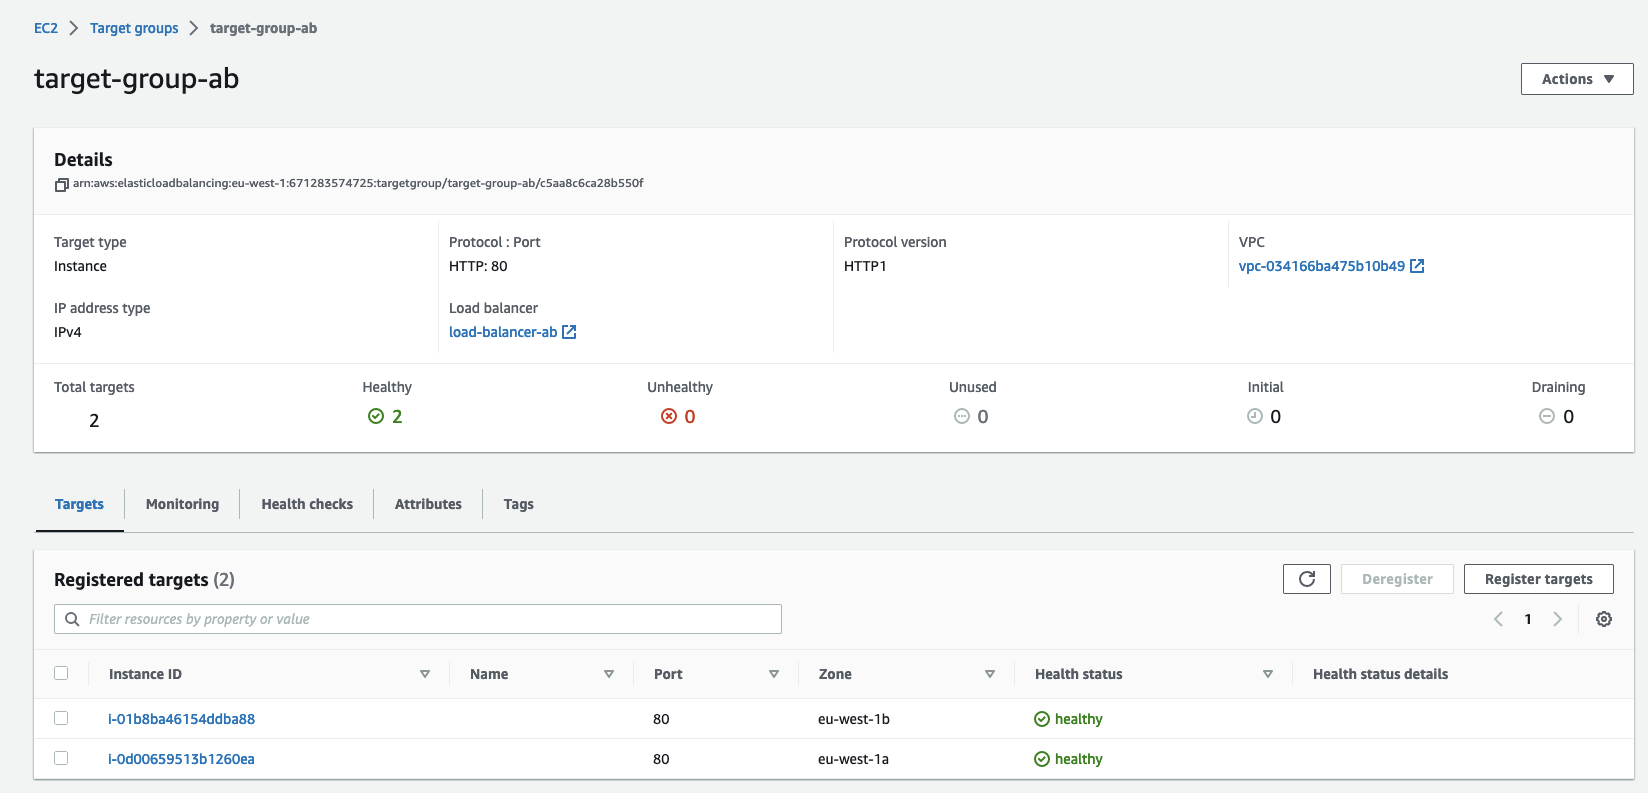 EC2 > Target groups > target-group-ab
target-group-ab
Actions
Details
arn:aws:elasticloadbalancing:eu-west-1:671283574725:targetgroup/target-group-ab/c5aa8c6ca28b550f
Target type Protocol : Port Protocol version VPC
Instance HTTP: 80 HTTP1 vpc-034166ba475b10b49
IP address type Load balancer
IPv4 load-balancer-ab
Total targets Healthy Unhealthy Unused Initial Draining
2 2 0 0 0 0
Targets Monitoring Health checks Attributes Tags
Registered targets (2) Deregister Register targets
Filter resources by property or value 1
Instance ID Name Port Zone Health status Health status details
i-01b8ba46154ddba88 80 eu-west-1b healthy
i-0d00659513b1260ea 80 eu-west-1a healthy